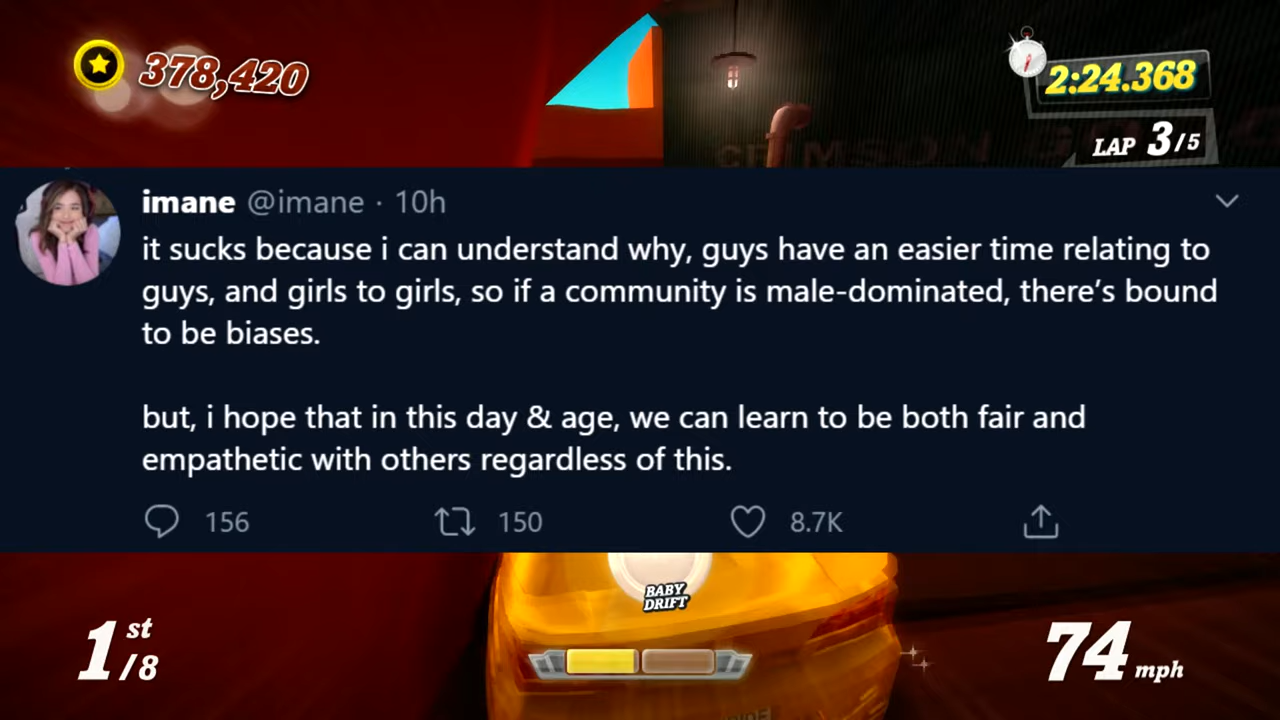 378,420
2:24.368
LAP 3/5
imane @imane · 10h
it sucks because i can understand why, guys have an easier time relating to
guys, and girls to girls, so if a community is male-dominated, there's bound
to be biases.
but, i hope that in this day & age, we can learn to be both fair and
empathetic with others regardless of this.
156 150 8.7K
BABY
DRIFT
1st/8
74 mph